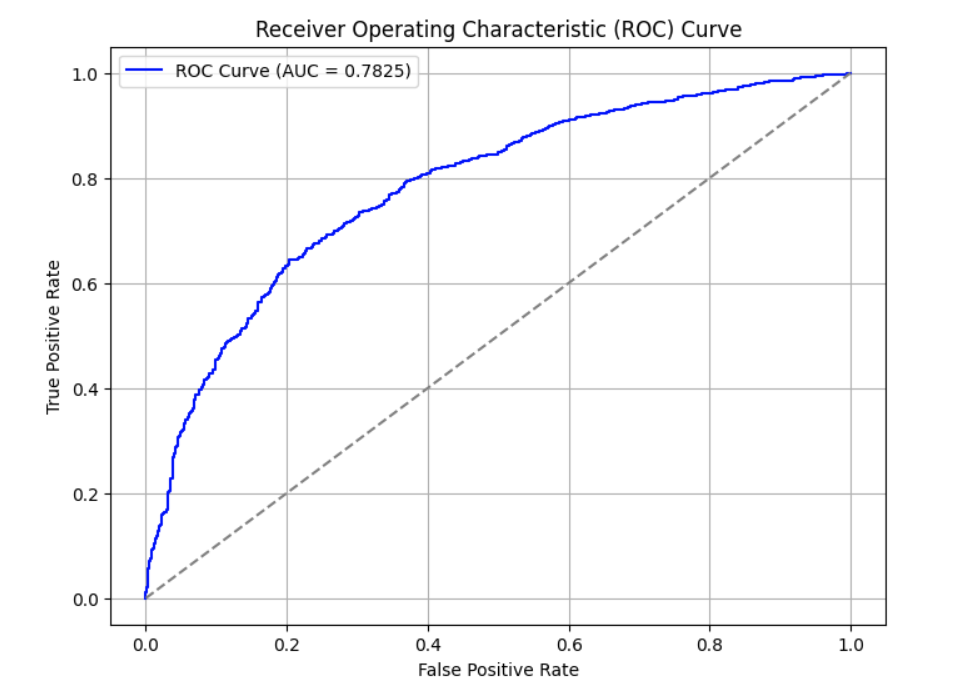 Receiver Operating Characteristic (ROC) Curve
ROC Curve (AUC = 0.7825)
1.0
0.8
0.6
0.4
0.2
0.0
True Positive Rate
0.0 0.2 0.4 0.6 0.8 1.0
False Positive Rate